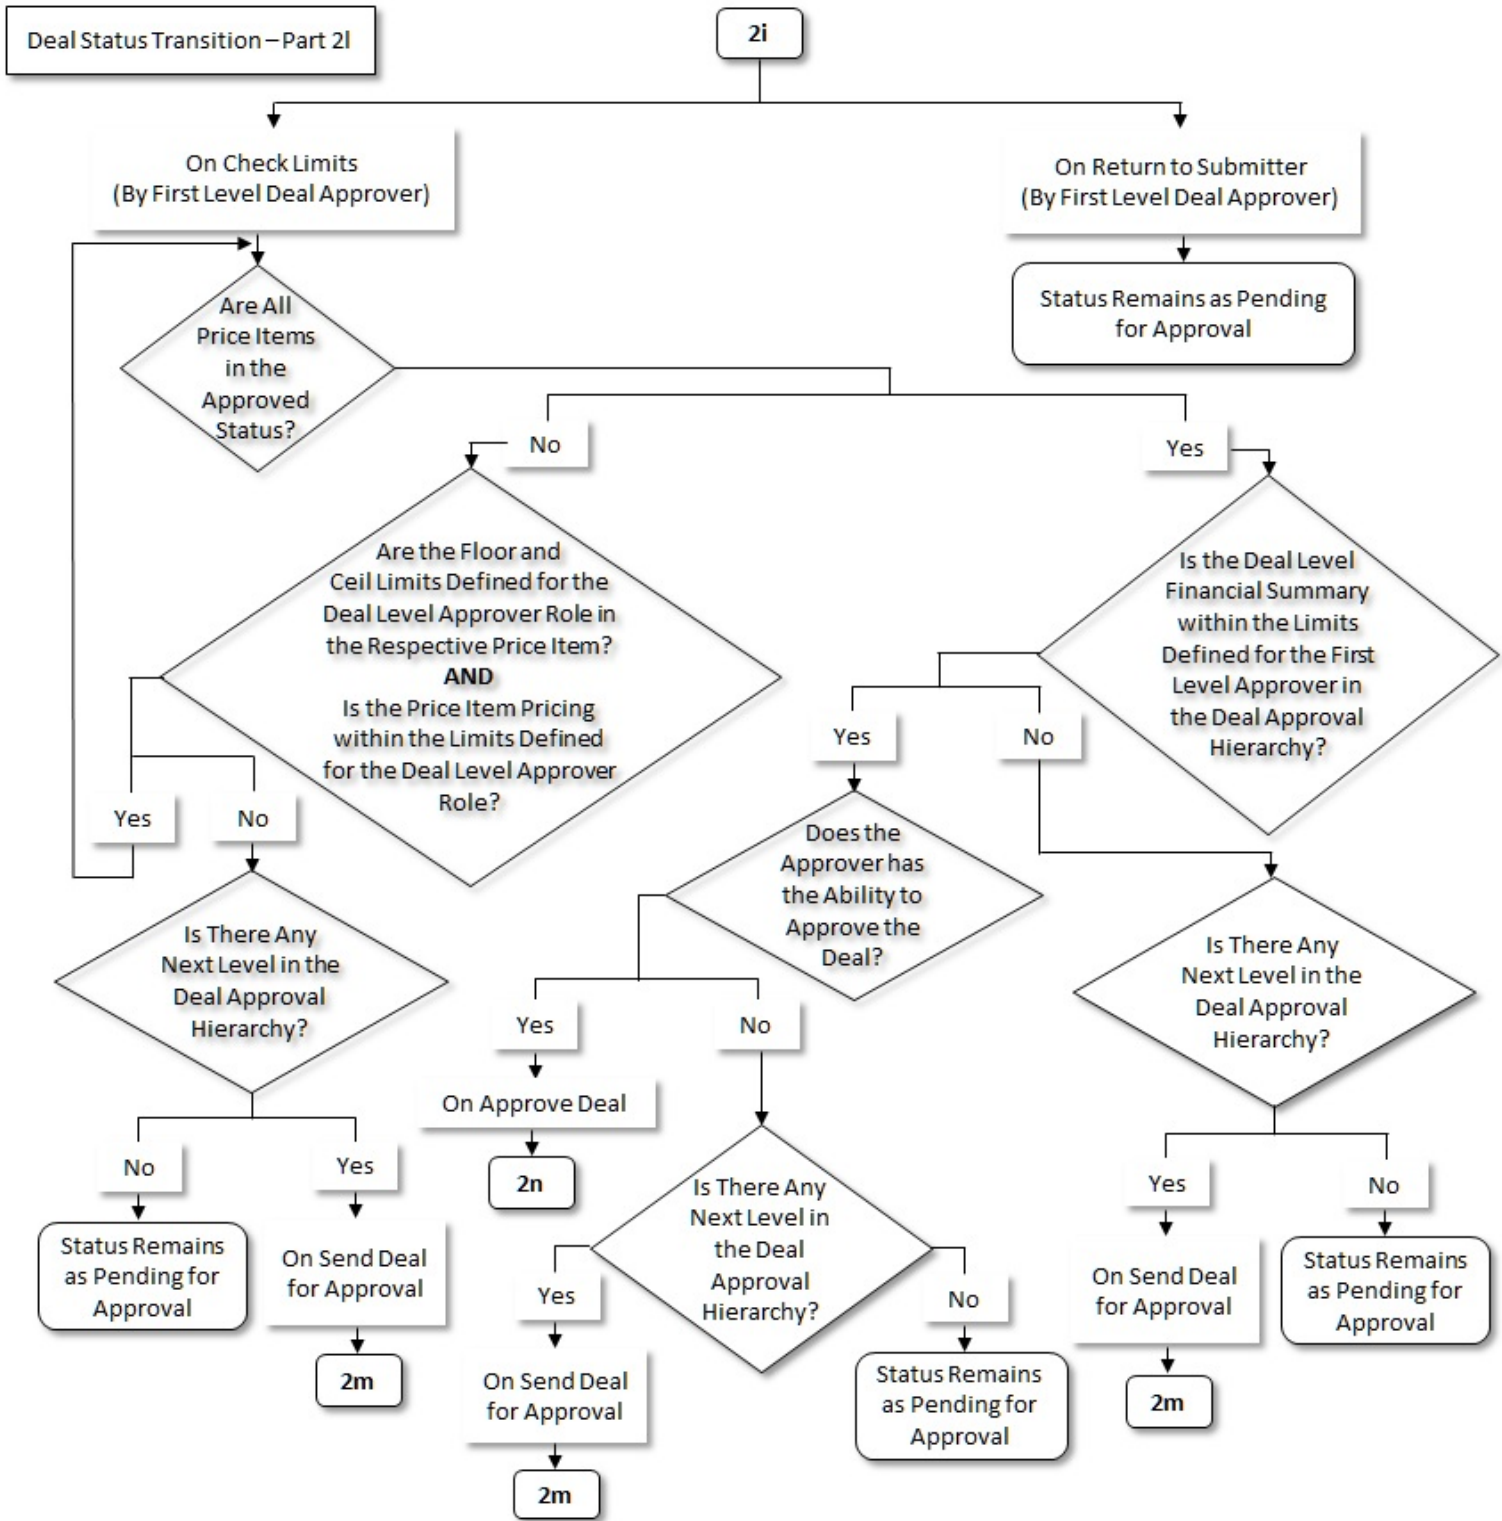 Deal Status Transition – Part 2l
2i
On Check Limits
(By First Level Deal Approver)
On Return to Submitter
(By First Level Deal Approver)
Status Remains as Pending
for Approval
Are All
Price Items
in the
Approved
Status?
No
Yes
Are the Floor and
Ceil Limits Defined for the
Deal Level Approver Role in
the Respective Price Item?
AND
Is the Price Item Pricing
within the Limits Defined
for the Deal Level Approver
Role?
Is the Deal Level
Financial Summary
within the Limits
Defined for the First
Level Approver in
the Deal Approval
Hierarchy?
Yes
No
Yes
No
Does the
Approver has
the Ability to
Approve the
Deal?
Is There Any
Next Level in the
Deal Approval
Hierarchy?
Is There Any
Next Level in the
Deal Approval
Hierarchy?
Yes
No
On Approve Deal
2n
No
Yes
Status Remains
as Pending for
Approval
On Send Deal
for Approval
2m
Is There Any
Next Level in
the Deal
Approval
Hierarchy?
Yes
No
On Send Deal
for Approval
2m
Status Remains
as Pending for
Approval
Yes
No
On Send Deal
for Approval
2m
Status Remains
as Pending for
Approval